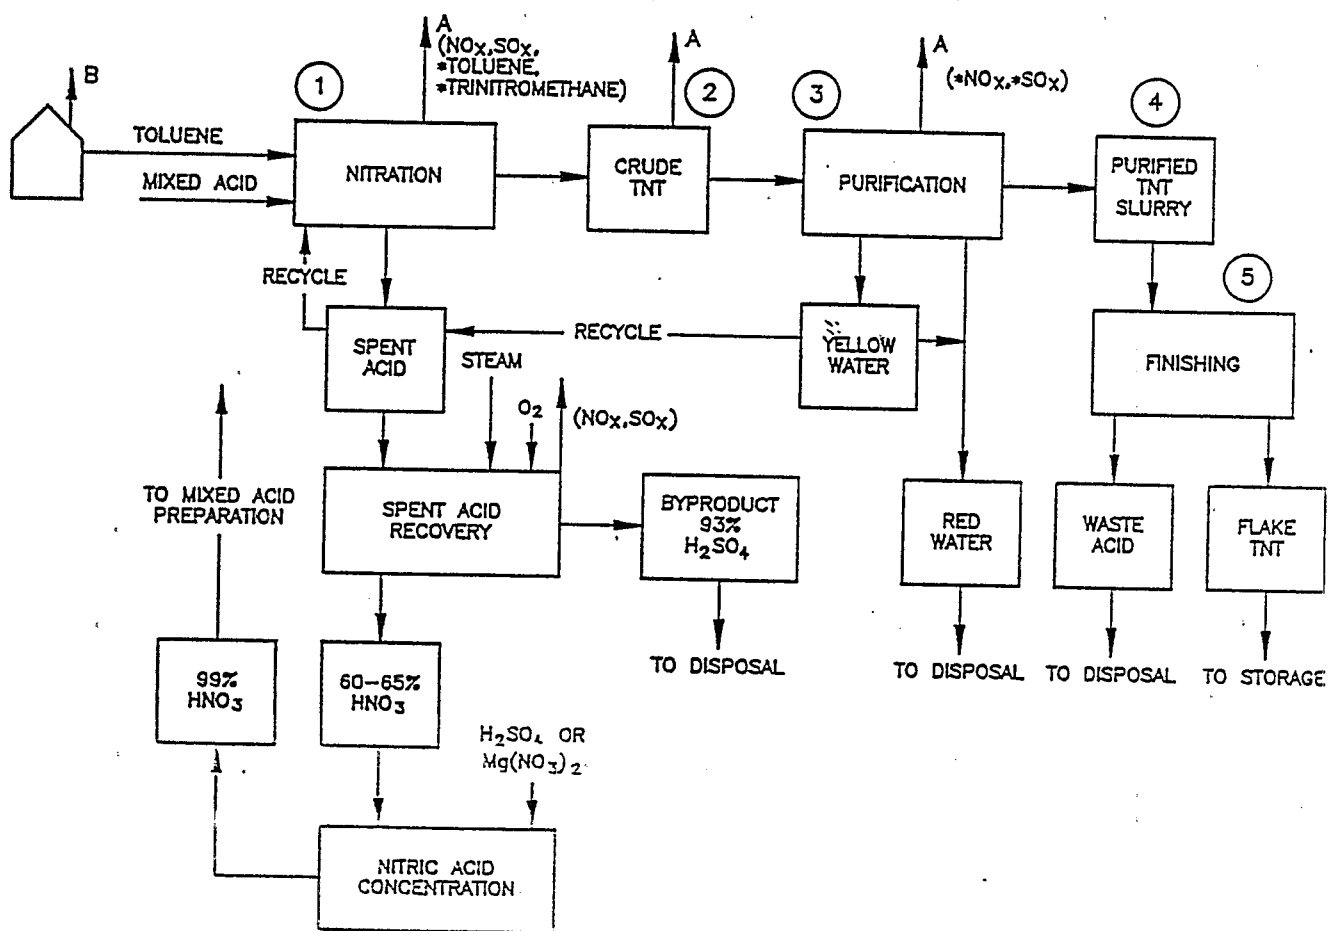 A
(NOX,SOX,
*TOLUENE,
*TRINITROMETHANE)
A
A
(*NOX,*SOX)
B
1
2
3
4
TOLUENE
MIXED ACID
NITRATION
CRUDE
TNT
PURIFICATION
PURIFIED
TNT
SLURRY
RECYCLE
5
SPENT
ACID
RECYCLE
YELLOW
WATER
FINISHING
STEAM
O2
(NOX,SOX)
TO MIXED ACID
PREPARATION
SPENT ACID
RECOVERY
BYPRODUCT
93%
H2SO4
RED
WATER
WASTE
ACID
FLAKE
TNT
TO DISPOSAL
TO DISPOSAL
TO DISPOSAL
TO STORAGE
99%
HNO3
60-65%
HNO3
H2SO4 OR
Mg(NO3)2
NITRIC ACID
CONCENTRATION